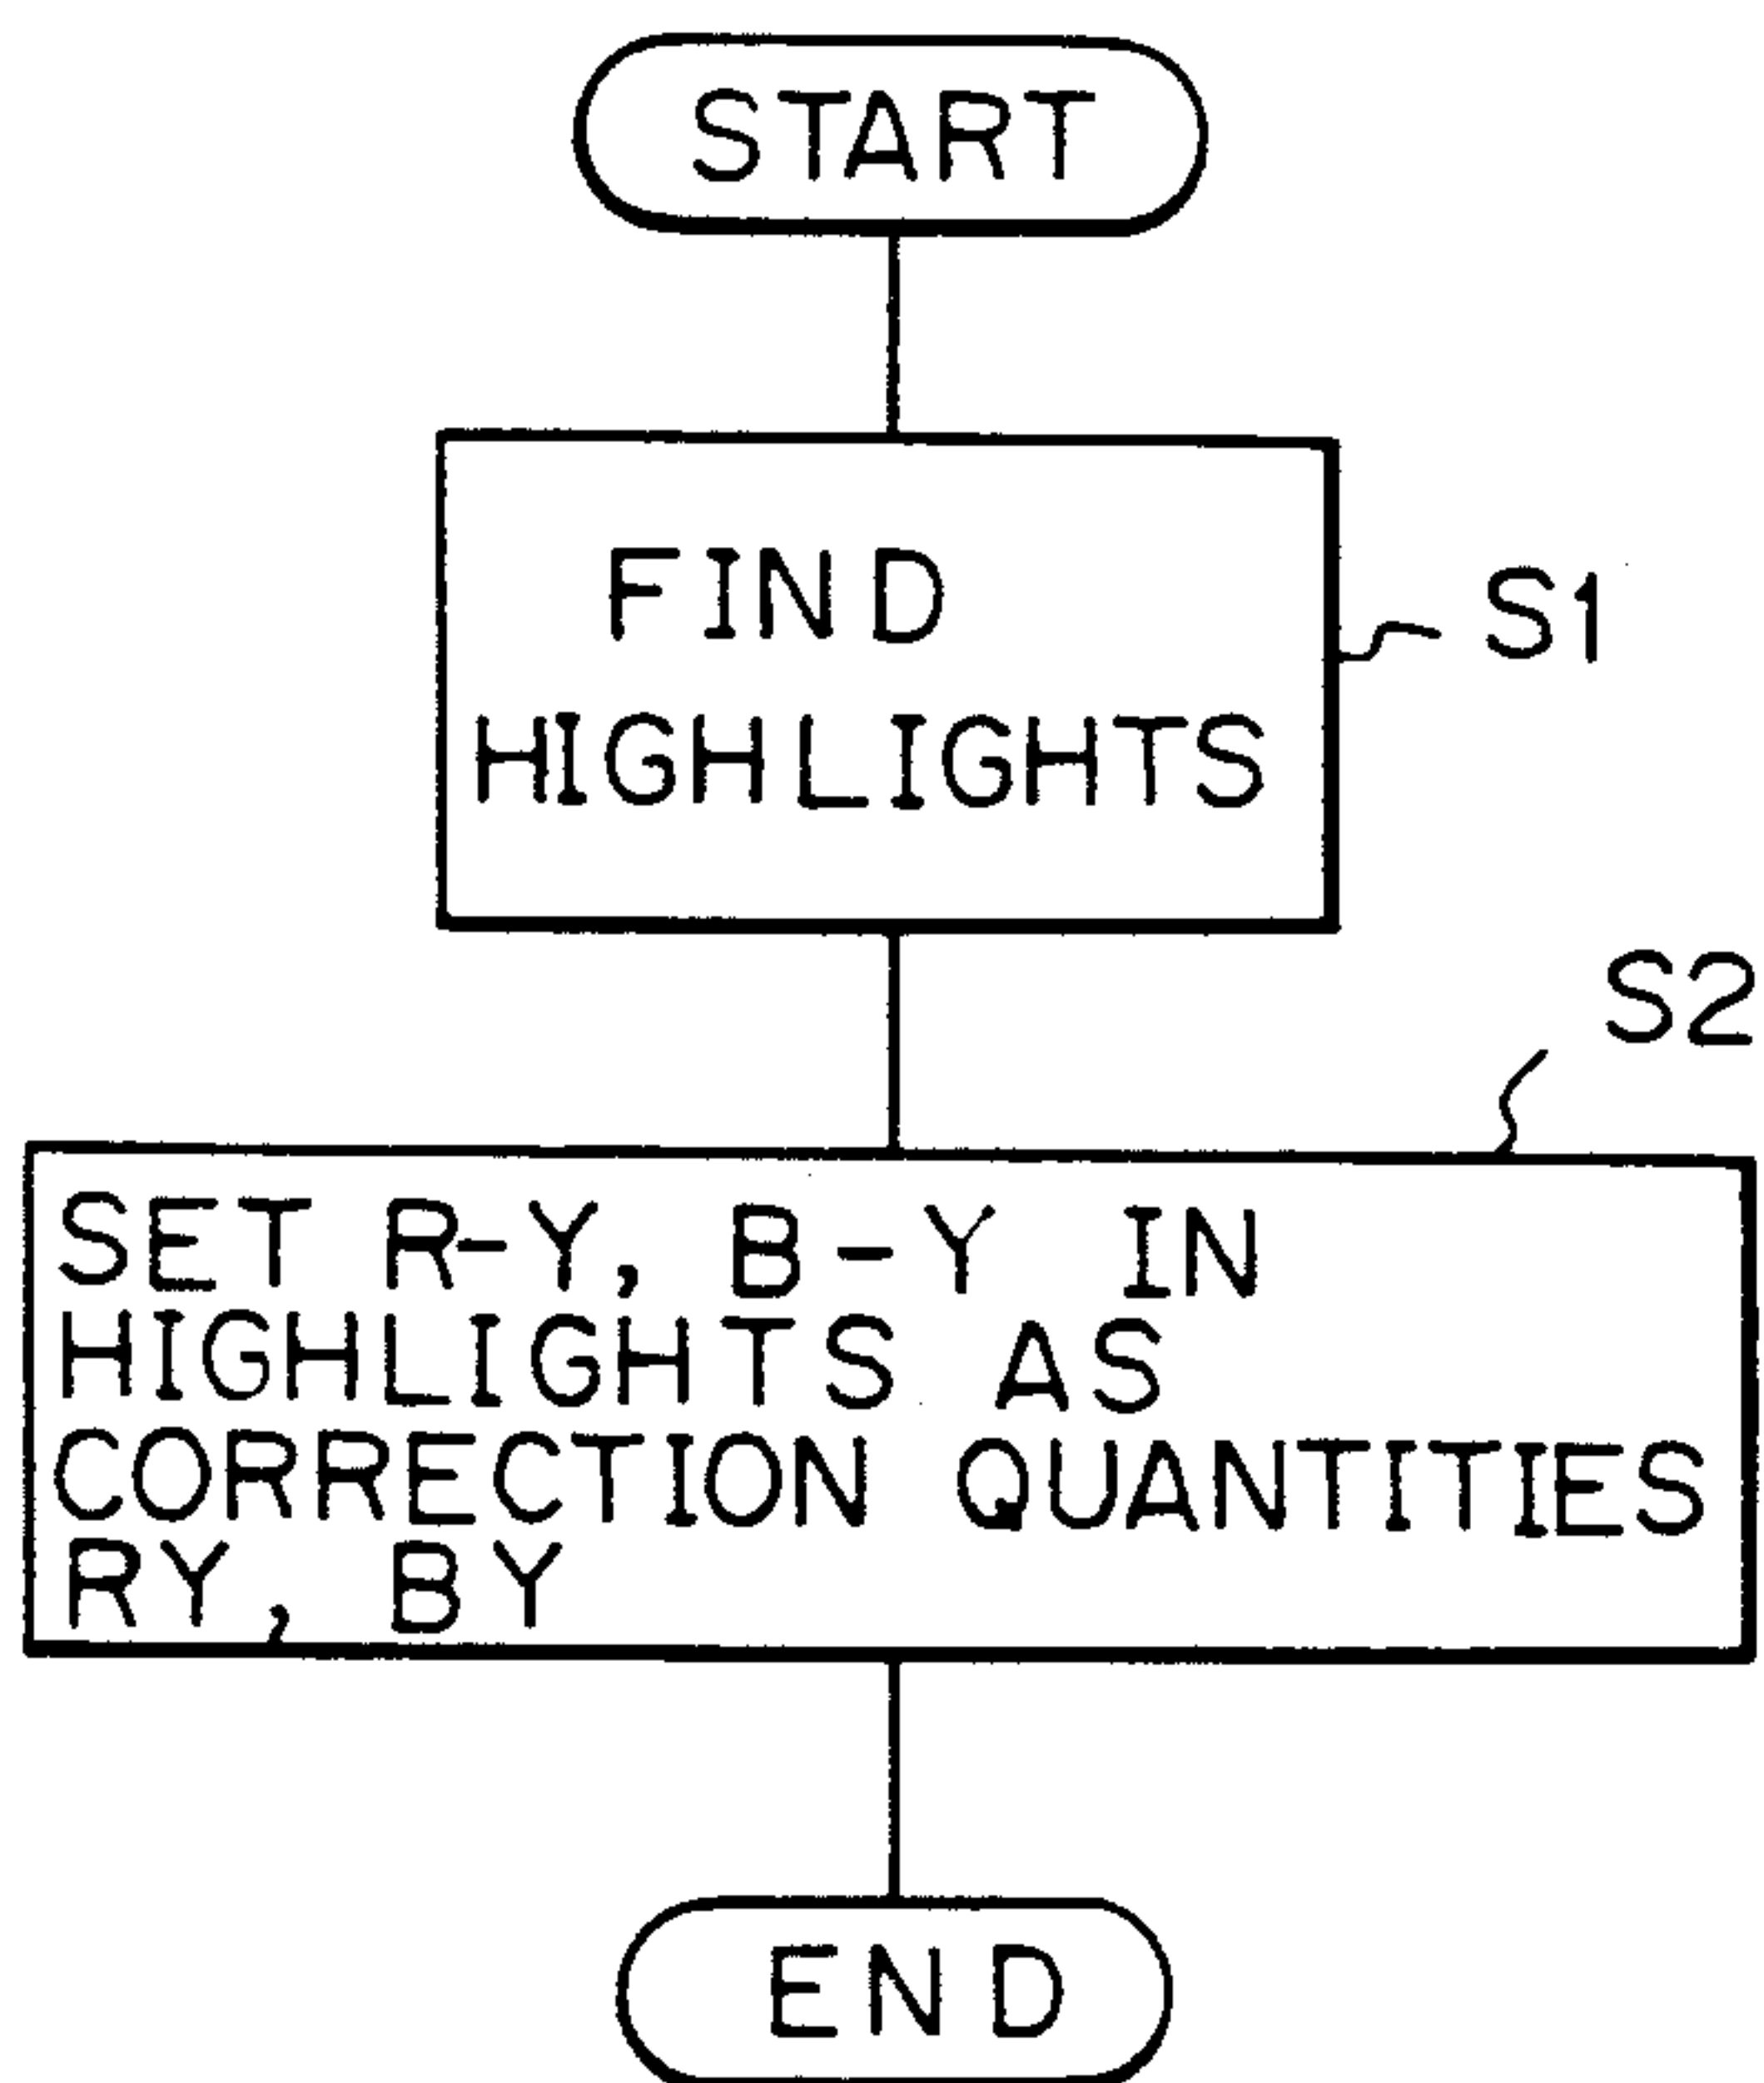 START
FIND
HIGHLIGHTS
S1
S2
SET R-Y, B-Y IN
HIGHLIGHTS AS
CORRECTION QUANTITIES
RY, BY
END